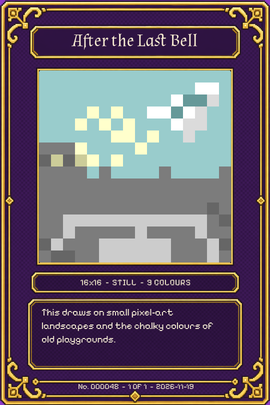 After the Last Bell
16x16 - STILL - 9 COLOURS
This draws on small pixel-art
landscapes and the chalky colours of
old playgrounds.
No. 000048 - 1 OF 1 - 2026-11-19